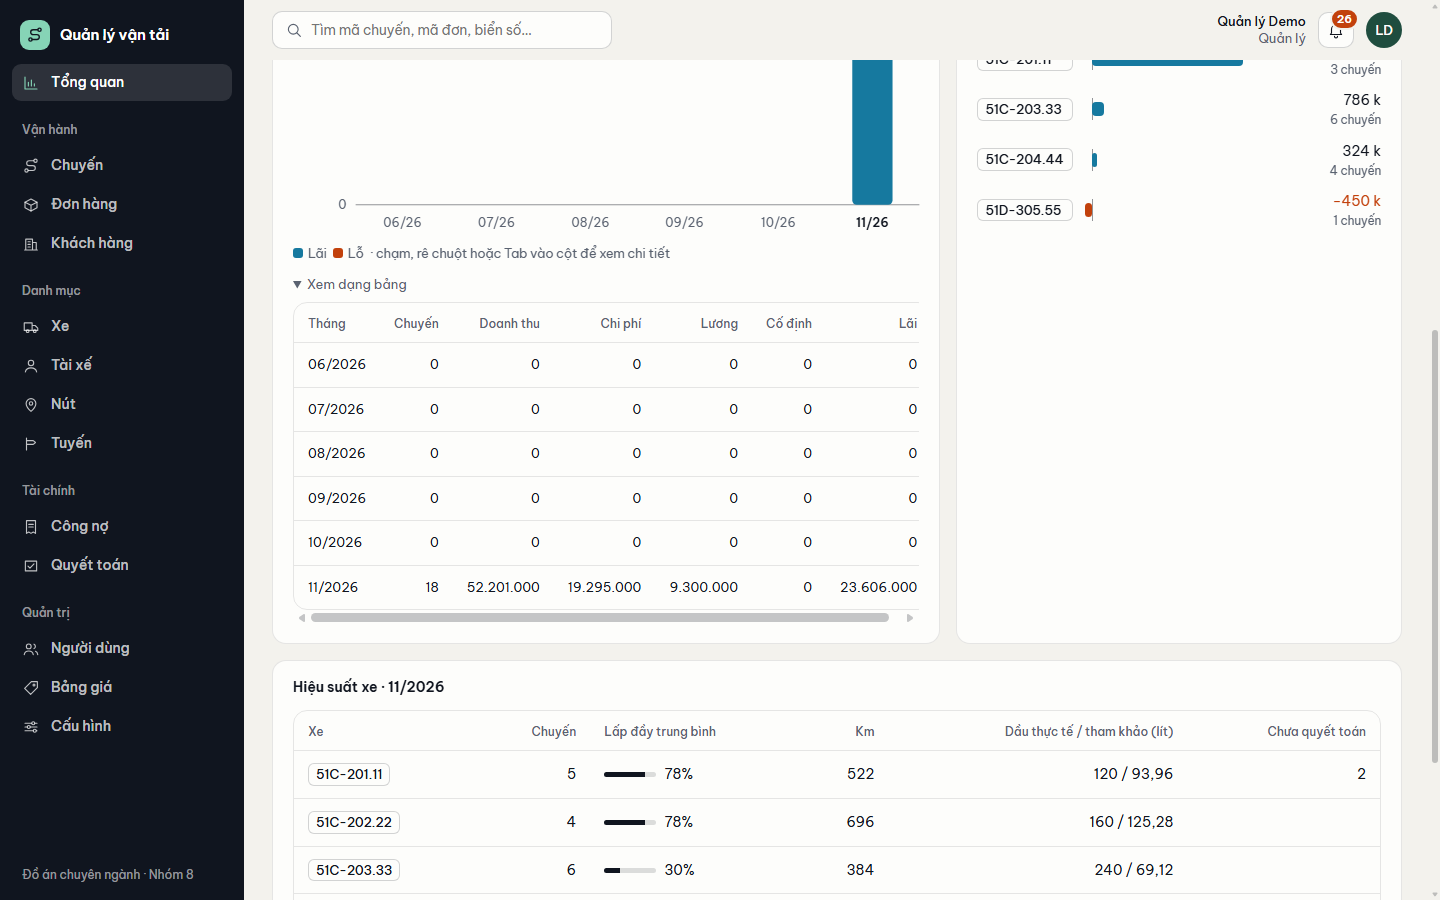 Quản lý vận tải
Tổng quan
Vận hành
Chuyến
Đơn hàng
Khách hàng
Danh mục
Xe
Tài xế
Nút
Tuyến
Tài chính
Công nợ
Quyết toán
Quản trị
Người dùng
Bảng giá
Cấu hình
Đồ án chuyên ngành · Nhóm 8
Tìm mã chuyến, mã đơn, biển số...
Quản lý Demo
Quản lý
26
LD
0
06/26 07/26 08/26 09/26 10/26 11/26
Lãi Lỗ · chạm, rê chuột hoặc Tab vào cột để xem chi tiết
▼ Xem dạng bảng
Tháng Chuyến Doanh thu Chi phí Lương Cố định Lãi
06/2026 0 0 0 0 0 0
07/2026 0 0 0 0 0 0
08/2026 0 0 0 0 0 0
09/2026 0 0 0 0 0 0
10/2026 0 0 0 0 0 0
11/2026 18 52.201.000 19.295.000 9.300.000 0 23.606.000
51C-201.11
3 chuyến
51C-203.33 786 k
6 chuyến
51C-204.44 324 k
4 chuyến
51D-305.55 −450 k
1 chuyến
Hiệu suất xe · 11/2026
Xe Chuyến Lấp đầy trung bình Km Dầu thực tế / tham khảo (lít) Chưa quyết toán
51C-201.11 5 78% 522 120 / 93,96 2
51C-202.22 4 78% 696 160 / 125,28
51C-203.33 6 30% 384 240 / 69,12